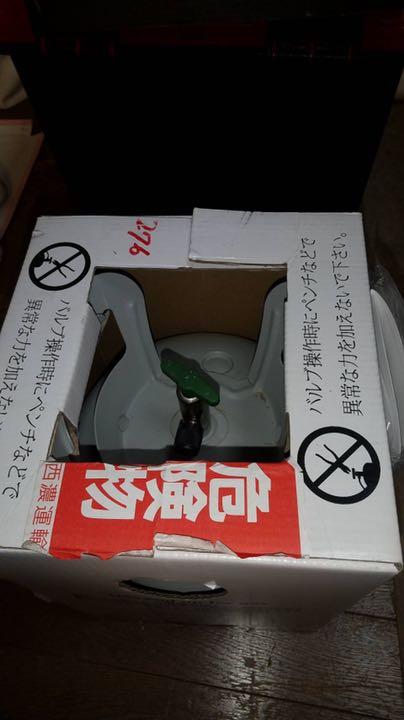 276
バルブ操作時にペンチなどで
異常な力を加えないで下さい。
バルブ操作時にペンチなどで
異常な力を加えな
危険物
西濃運輸